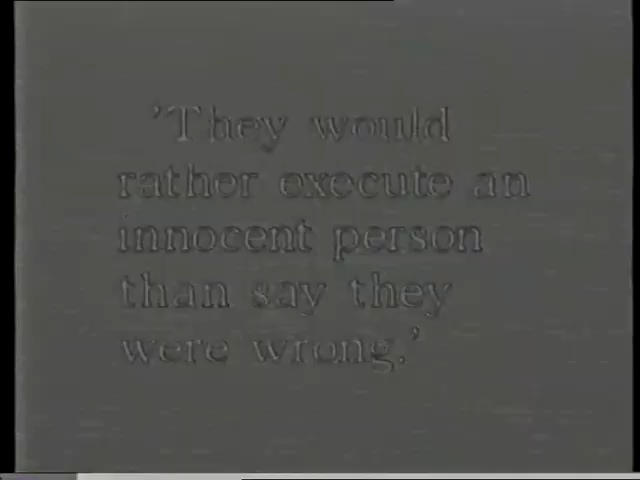 'They would
rather execute an
innocent person
than say they
were wrong.'